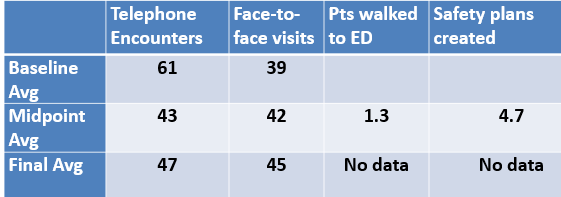 Telephone Encounters Face-to-face visits Pts walked to ED Safety plans created
Baseline Avg 61 39
Midpoint Avg 43 42 1.3 4.7
Final Avg 47 45 No data No data